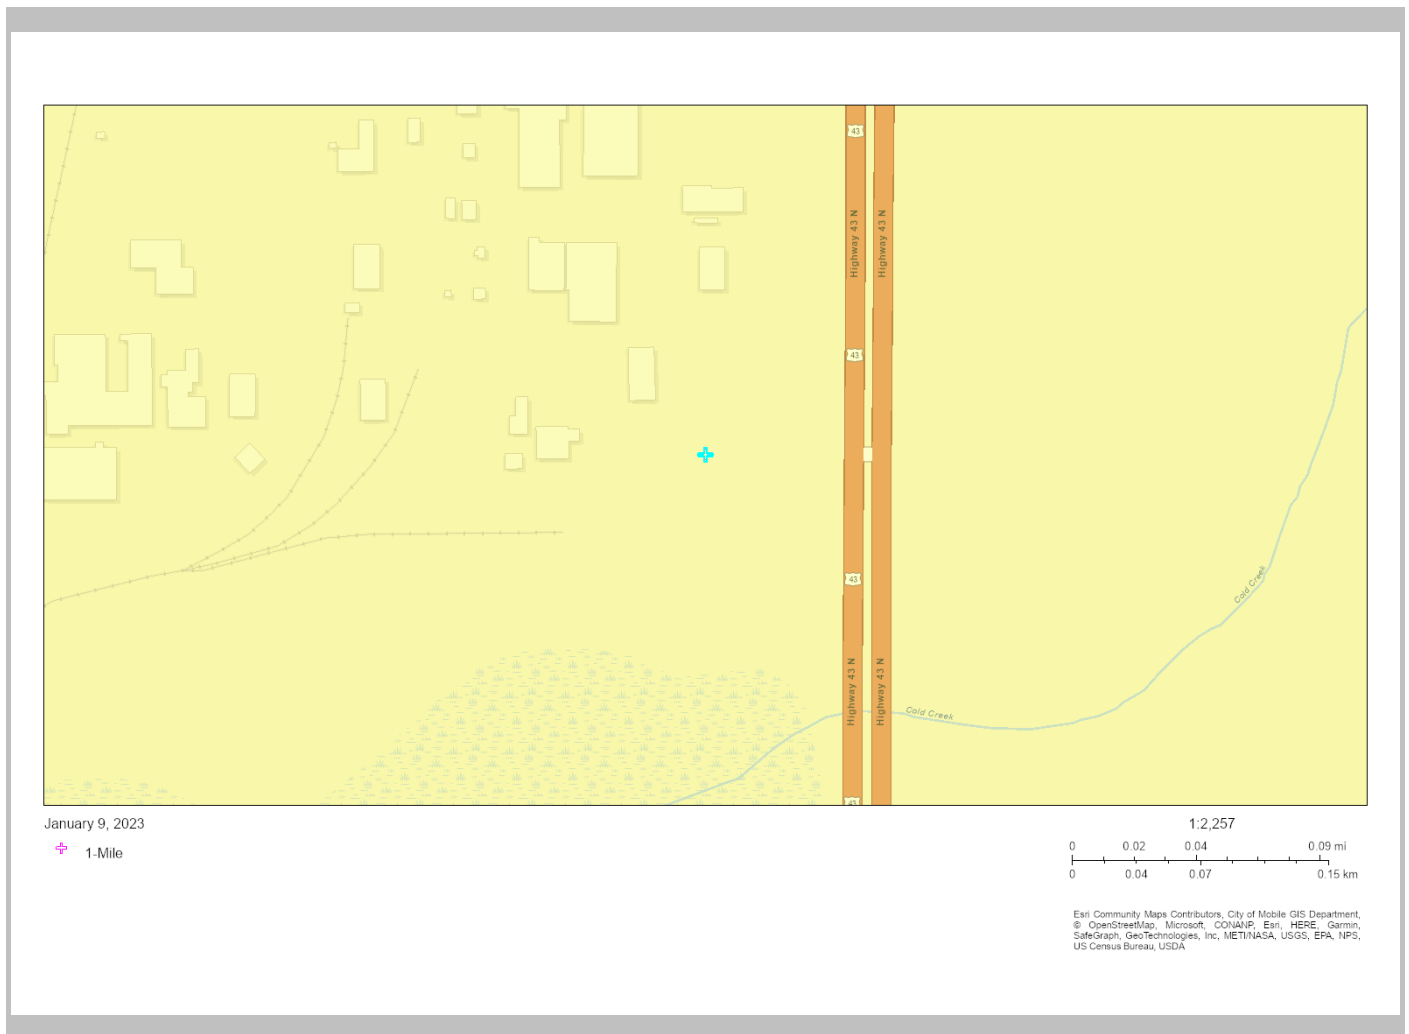 43
Highway 43 N
Highway 43 N
43
43
Cold Creek
Highway 43 N
Highway 43 N
Cold Creek
43
January 9, 2023
1-Mile
1:2,257
0 0.02 0.04 0.09 mi
0 0.04 0.07 0.15 km
Esri Community Maps Contributors, City of Mobile GIS Department,
© OpenStreetMap, Microsoft, CONANP, Esri, HERE, Garmin,
SafeGraph, GeoTechnologies, Inc, METI/NASA, USGS, EPA, NPS,
US Census Bureau, USDA